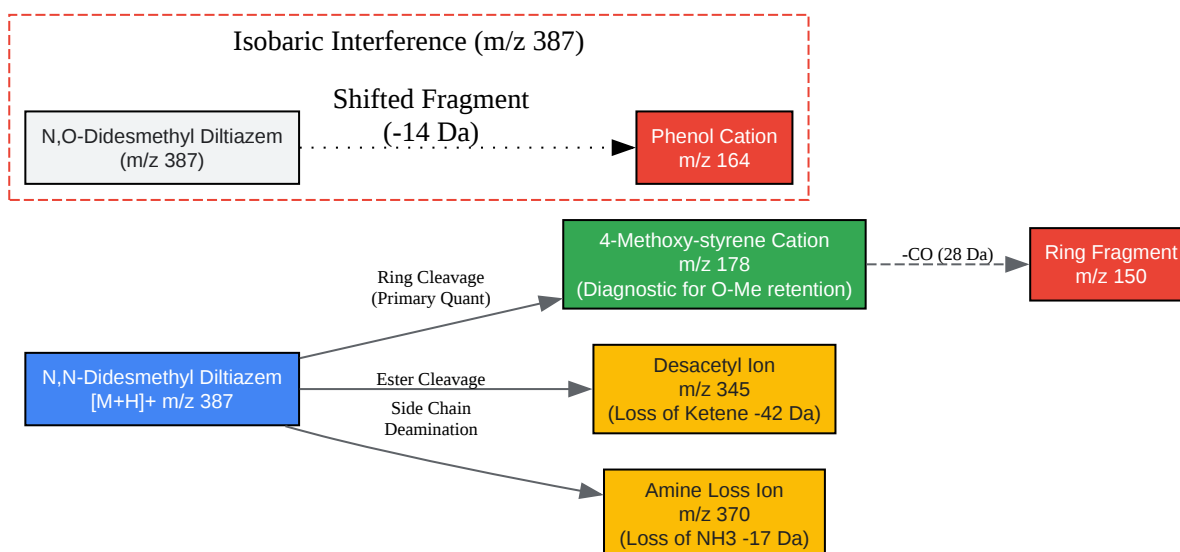 Isobaric Interference (m/z 387)
Shifted Fragment
(-14 Da)
N,O-Didesmethyl Diltiazem
(m/z 387)
Phenol Cation
m/z 164
4-Methoxy-styrene Cation
m/z 178
(Diagnostic for O-Me retention)
-CO (28 Da)
Ring Fragment
m/z 150
Ring Cleavage
(Primary Quant)
N,N-Didesmethyl Diltiazem
[M+H]+ m/z 387
Ester Cleavage
Desacetyl Ion
m/z 345
(Loss of Ketene -42 Da)
Side Chain
Deamination
Amine Loss Ion
m/z 370
(Loss of NH3 -17 Da)